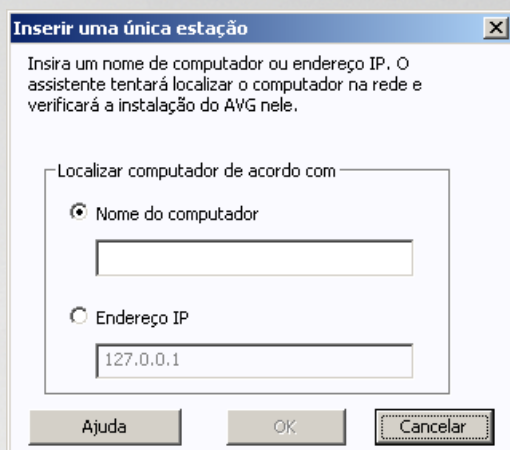 Inserir uma única estação
Insira um nome de computador ou endereço IP. O
assistente tentará localizar o computador na rede e
verificará a instalação do AVG nele.
Localizar computador de acordo com
Nome do computador
Endereço IP
127.0.0.1
Ajuda OK Cancelar